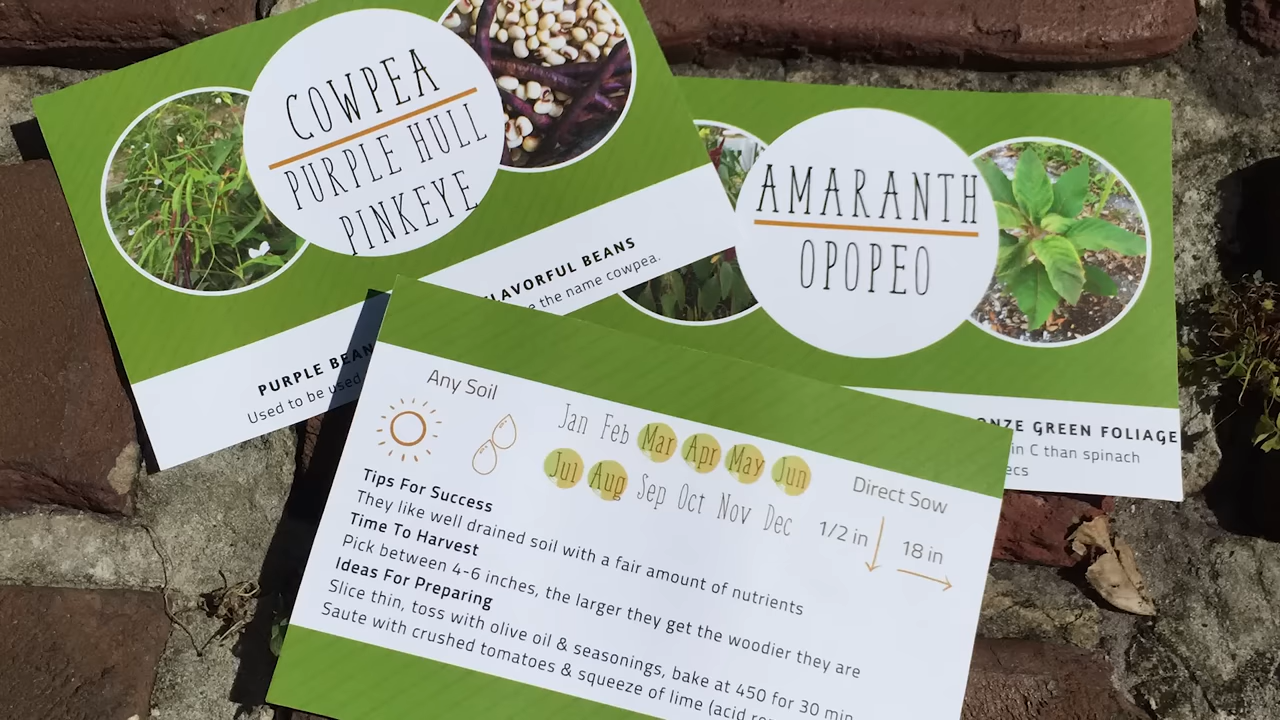 COWPEA
PURPLE HULL
PINKEYE
PURPLE BEAN
Used to be used
FLAVORFUL BEANS
the name cowpea.
AMARANTH
OPOPEO
GREEN FOLIAGE
in C than spinach
Any Soil
Jan Feb Mar Apr May Jun
Jul Aug Sep Oct Nov Dec
Direct Sow
1/2 in
18 in
Tips For Success
They like well drained soil with a fair amount of nutrients
Time To Harvest
Pick between 4-6 inches, the larger they get the woodier they are
Ideas For Preparing
Slice thin, toss with olive oil & seasonings, bake at 450 for 30 min
Saute with crushed tomatoes & squeeze of lime (acid